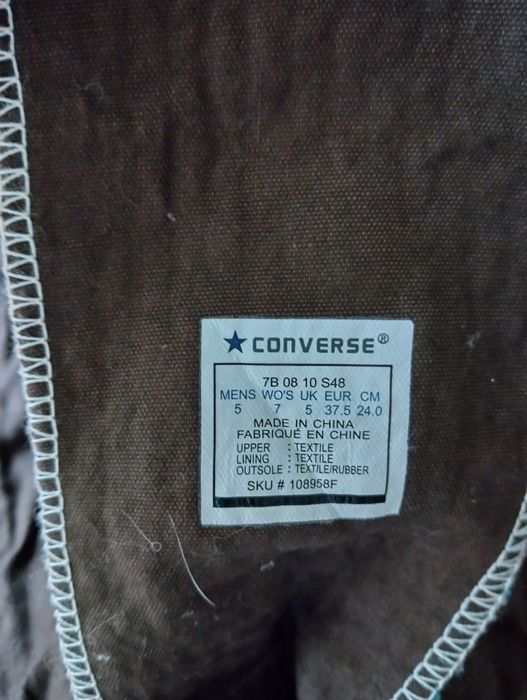 ★ CONVERSE®
7B 08 10 S48
MENS WO'S UK EUR CM
5 7 5 37.5 24.0
MADE IN CHINA
FABRIQUÉ EN CHINE
UPPER : TEXTILE
LINING : TEXTILE
OUTSOLE : TEXTILE/RUBBER
SKU # 108958F